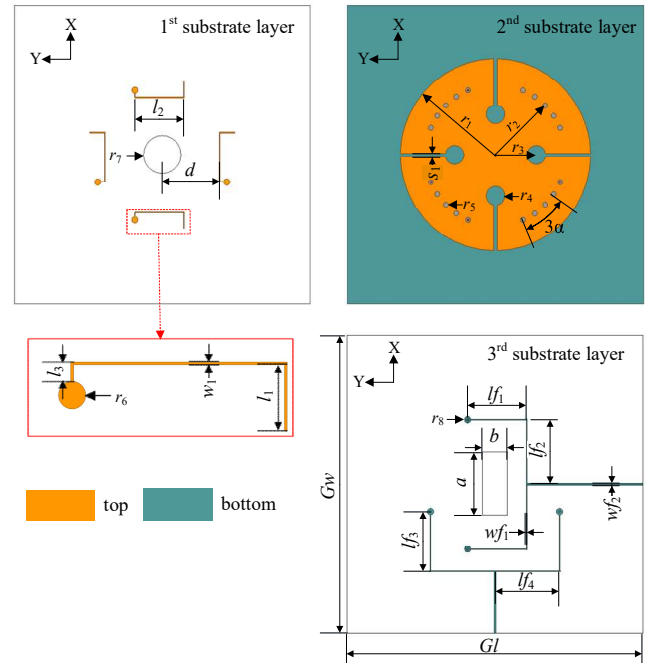 X
1st substrate layer
Y
l2
r7
d
X
2nd substrate layer
Y
r1
r2
r3
s1
r4
r5
3α
l3
w1
l1
r6
top
bottom
X
3rd substrate layer
Y
lf1
r8
b
lf2
a
Gw
wf2
wf1
lf3
lf4
Gl